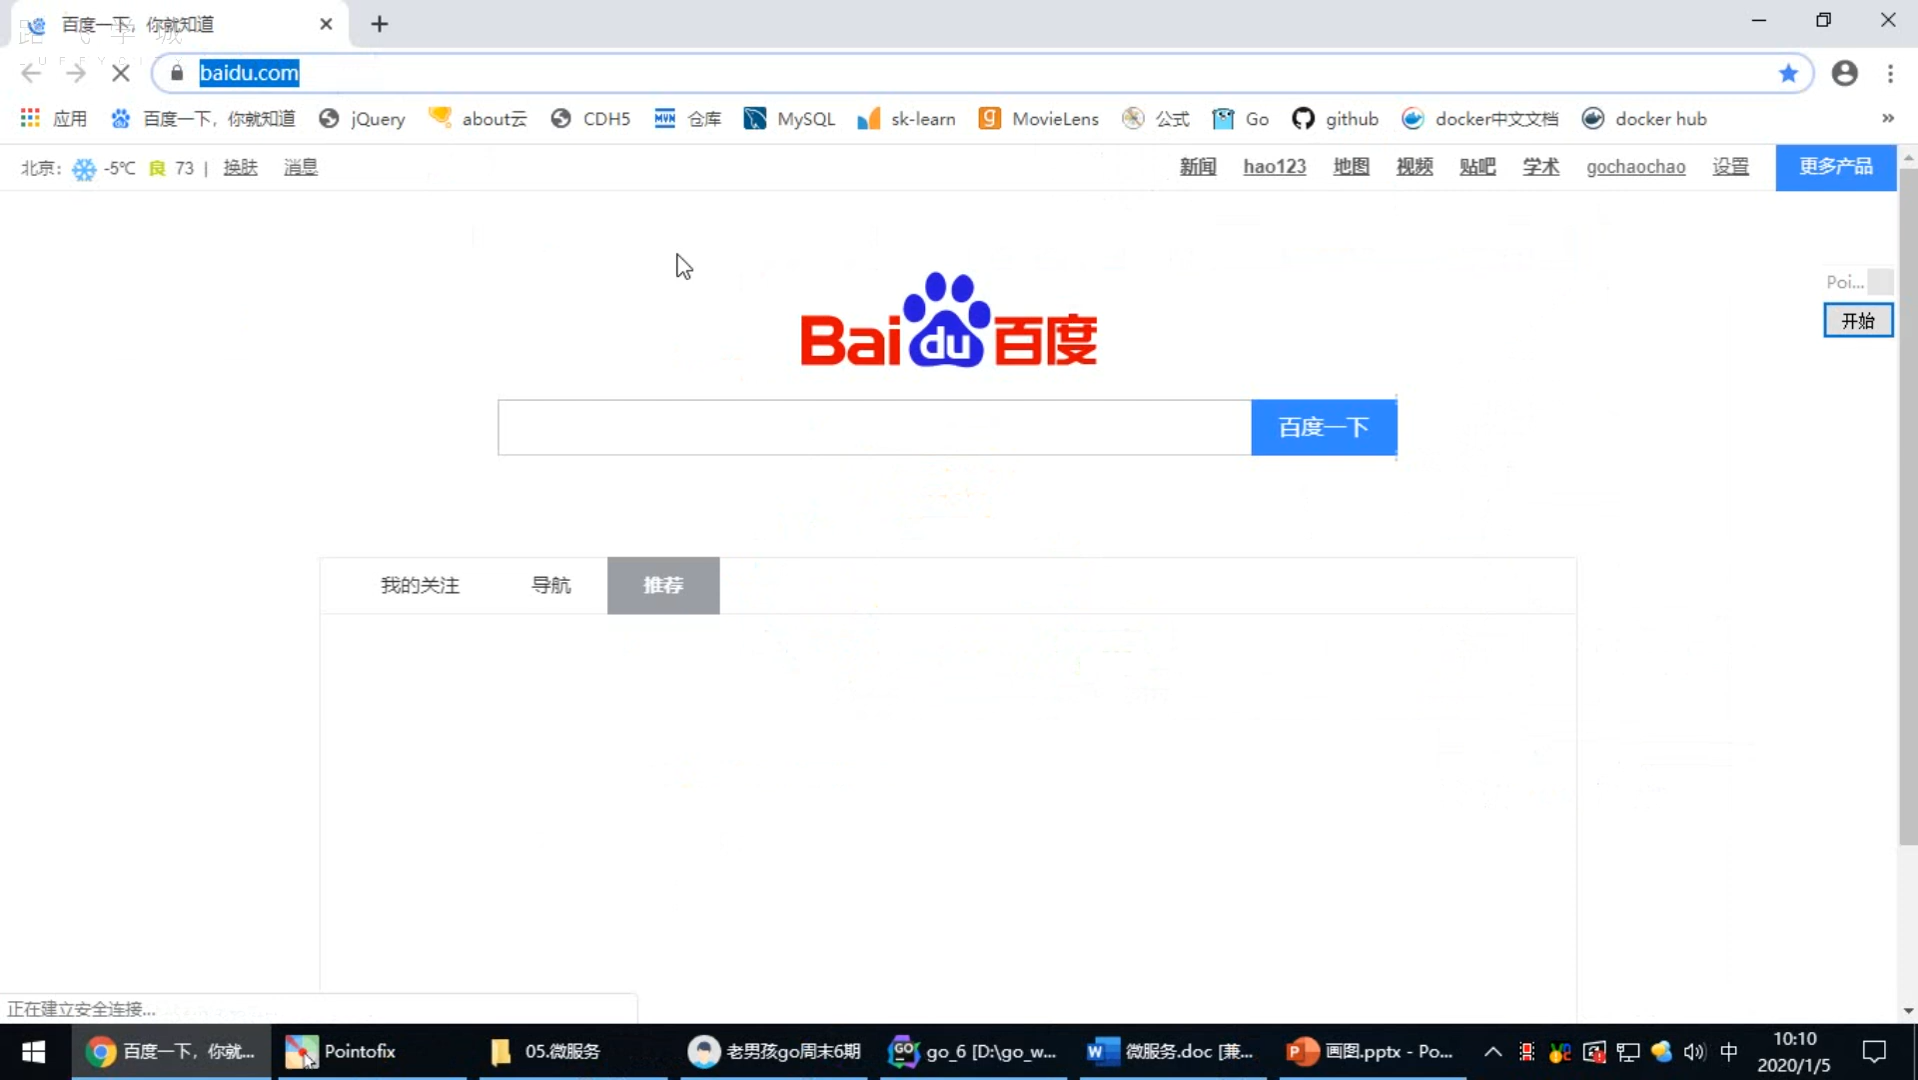 百度一下，你就知道
baidu.com
应用 百度一下，你就知道 jQuery about云 CDH5 仓库 MySQL sk-learn MovieLens 公式 Go github docker中文文档 docker hub »
北京: -5℃ 良 73 | 换肤 消息 新闻 hao123 地图 视频 贴吧 学术 gochaochao 设置 更多产品
Poi...
开始
Bai du 百度
百度一下
我的关注 导航 推荐
正在建立安全连接...
百度一下，你就... Pointofix 05.微服务 老男孩go周末6期 go_6 [D:\go_w... 微服务.doc [兼... 画图.pptx - Po... 中 10:10
2020/1/5